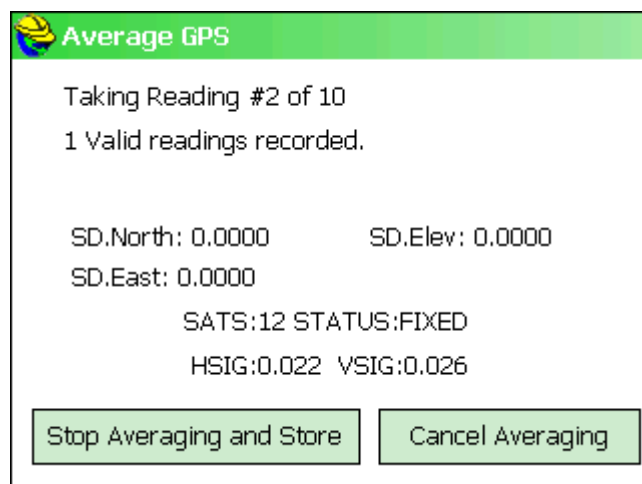 Average GPS
Taking Reading #2 of 10
1 Valid readings recorded.
SD.North: 0.0000 SD.Elev: 0.0000
SD.East: 0.0000
SATS:12 STATUS:FIXED
HSIG:0.022 VSIG:0.026
Stop Averaging and Store Cancel Averaging